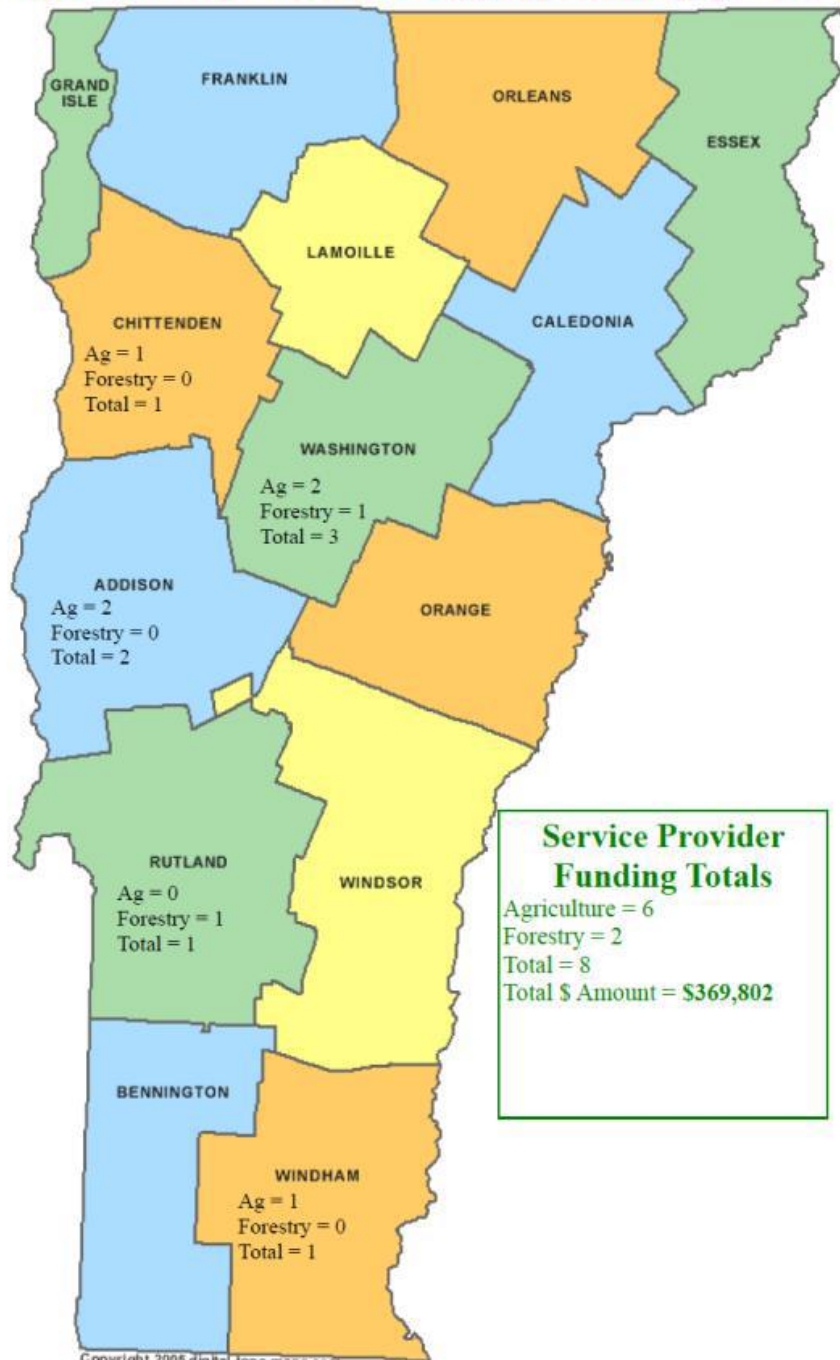 GRAND
ISLE
FRANKLIN
ORLEANS
ESSEX
LAMOILLE
CALEDONIA
CHITTENDEN
Ag = 1
Forestry = 0
Total = 1
WASHINGTON
Ag = 2
Forestry = 1
Total = 3
ADDISON
Ag = 2
Forestry = 0
Total = 2
ORANGE
RUTLAND
Ag = 0
Forestry = 1
Total = 1
WINDSOR
Service Provider
Funding Totals
Agriculture = 6
Forestry = 2
Total = 8
Total $ Amount = $369,802
BENNINGTON
WINDHAM
Ag = 1
Forestry = 0
Total = 1
Copyright 2005